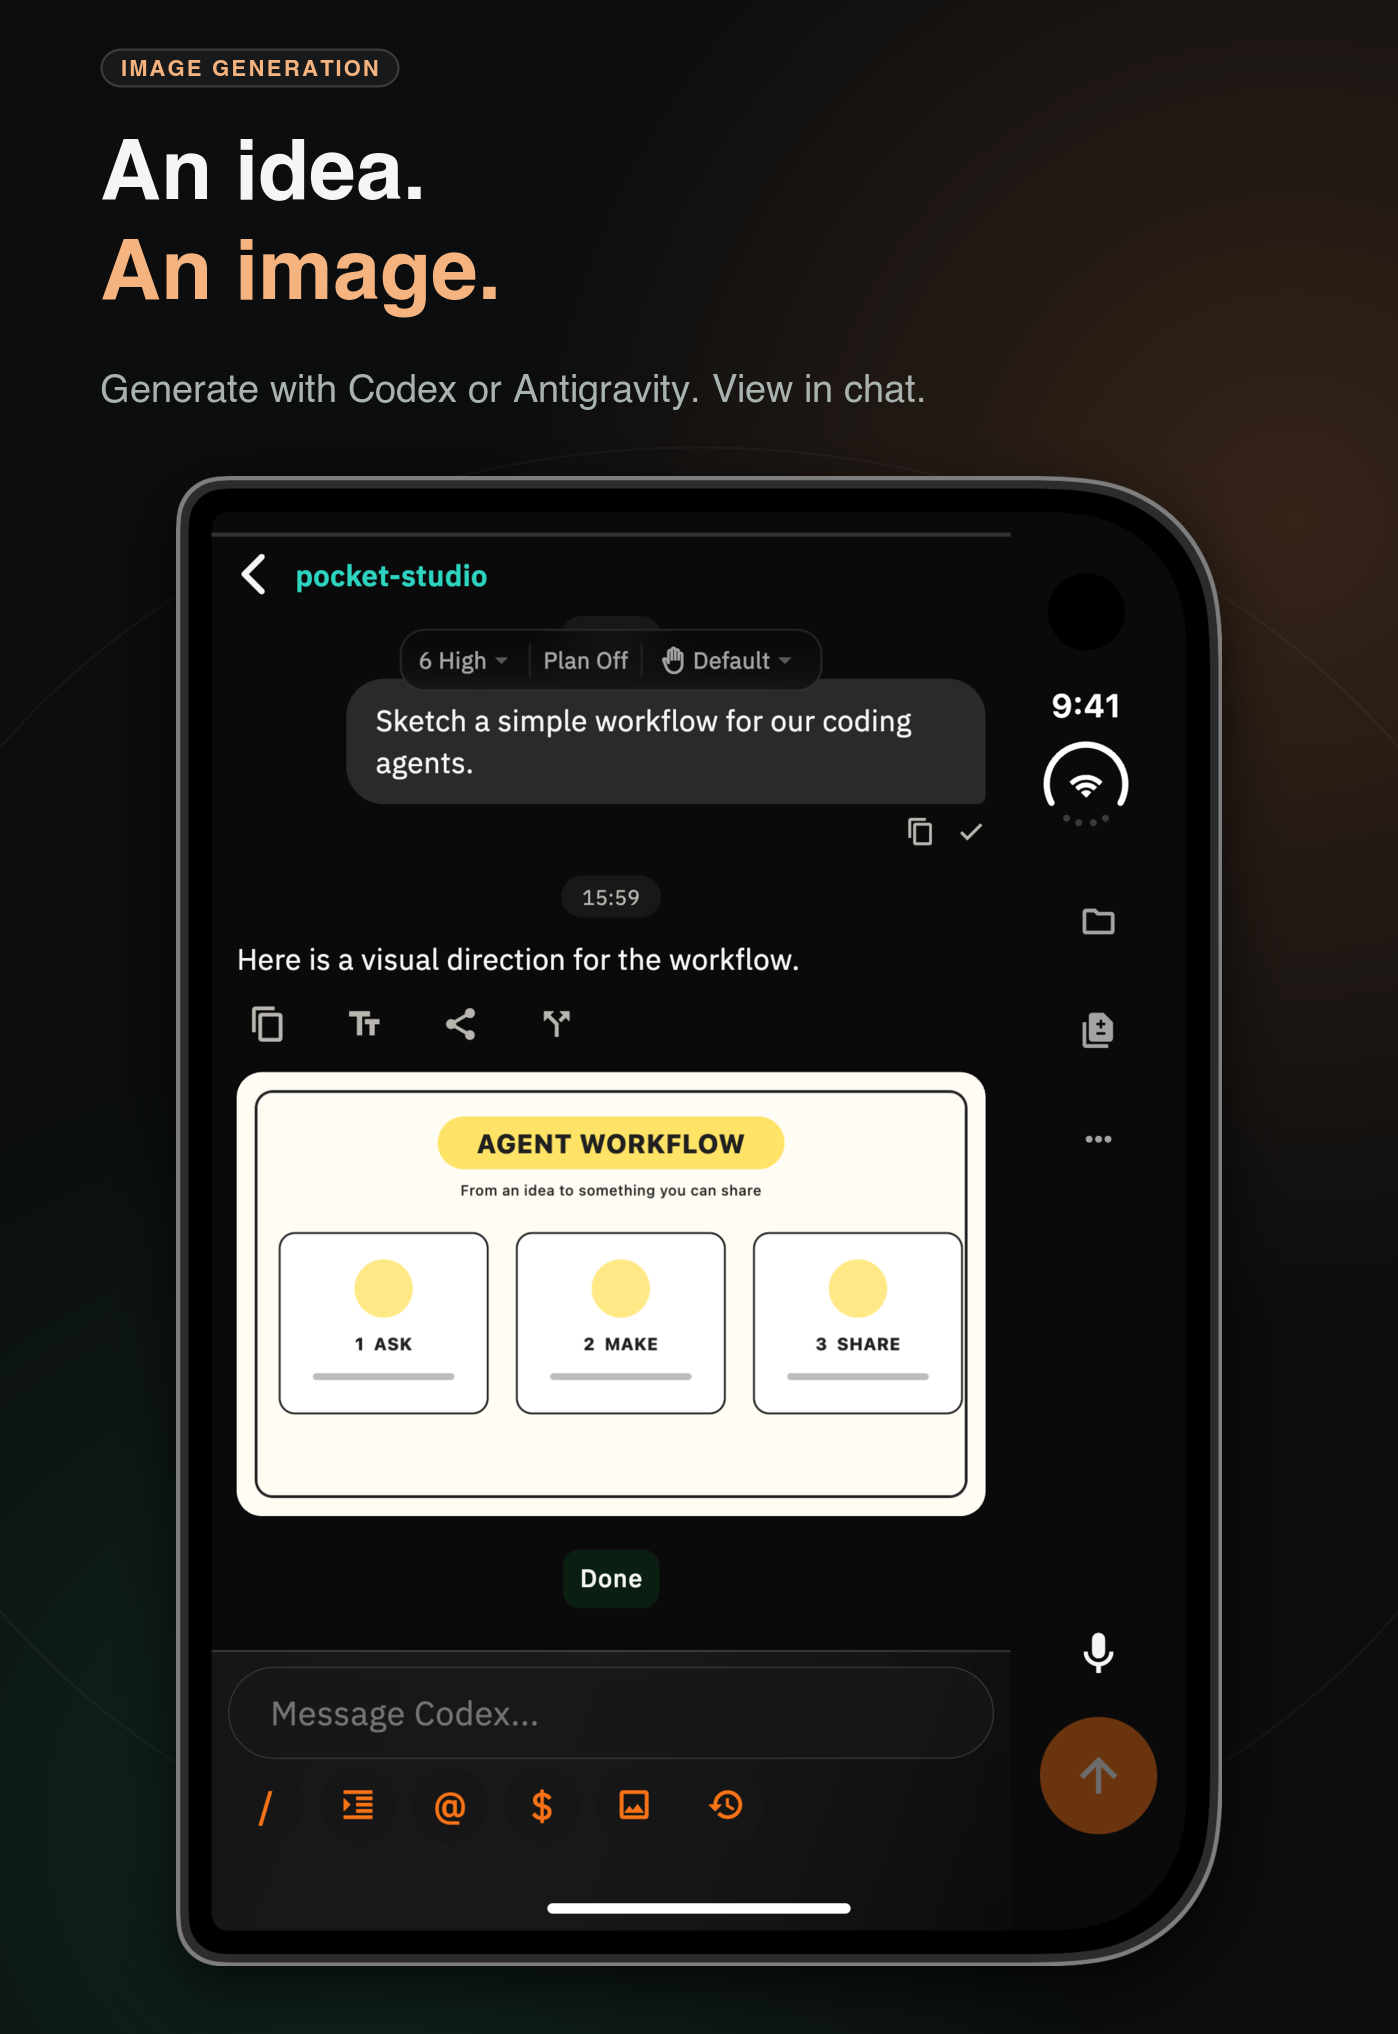 IMAGE GENERATION
An idea.
An image.
Generate with Codex or Antigravity. View in chat.
pocket-studio
6 High
Plan Off
Default
Sketch a simple workflow for our coding
agents.
9:41
15:59
Here is a visual direction for the workflow.
AGENT WORKFLOW
From an idea to something you can share
1 ASK
2 MAKE
3 SHARE
Done
Message Codex...
/ @ $